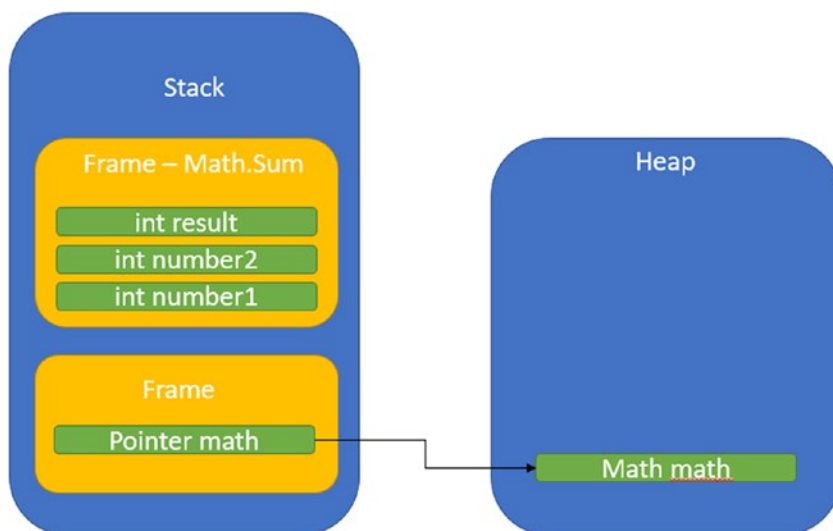 Stack
Frame – Math.Sum
int result
int number2
int number1
Frame
Pointer math
Heap
Math math